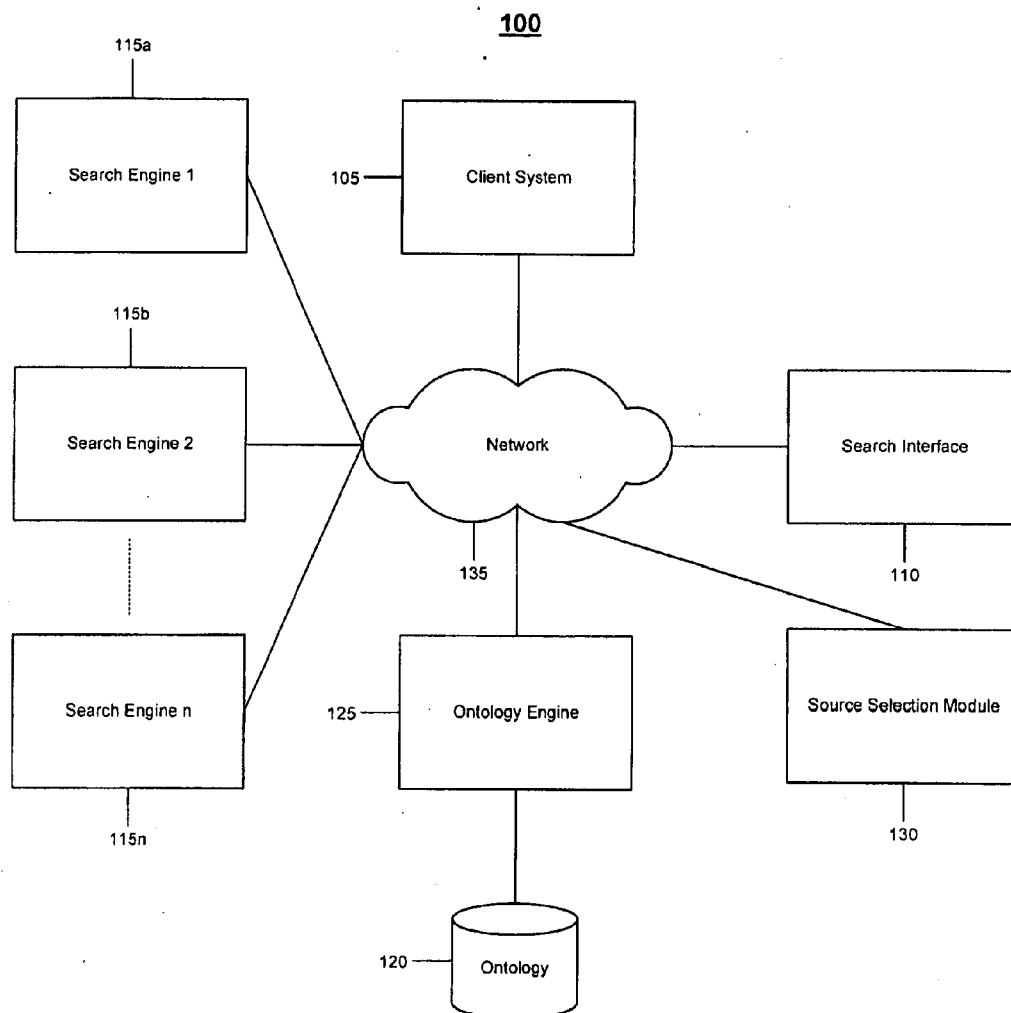 100
115a
Search Engine 1
105
Client System
115b
Search Engine 2
Network
Search Interface
135
110
Search Engine n
125
Ontology Engine
Source Selection Module
115n
130
120
Ontology